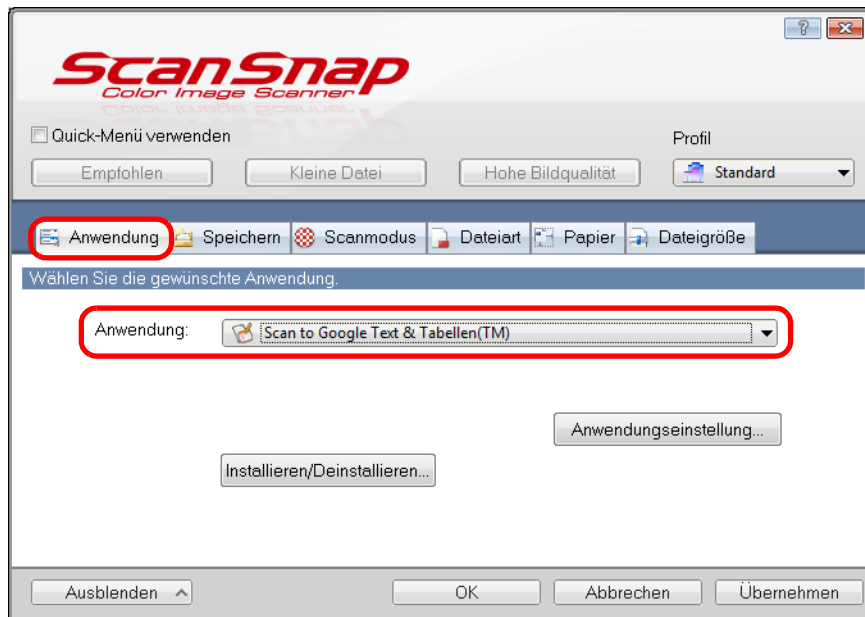 ScanSnap
Color Image Scanner
Quick-Menü verwenden
Profil
Empfohlen Kleine Datei Hohe Bildqualität Standard
Anwendung Speichern Scanmodus Dateiart Papier Dateigröße
Wählen Sie die gewünschte Anwendung.
Anwendung: Scan to Google Text & Tabellen(TM)
Anwendungseinstellung...
Installieren/Deinstallieren...
Ausblenden OK Abbrechen Übernehmen